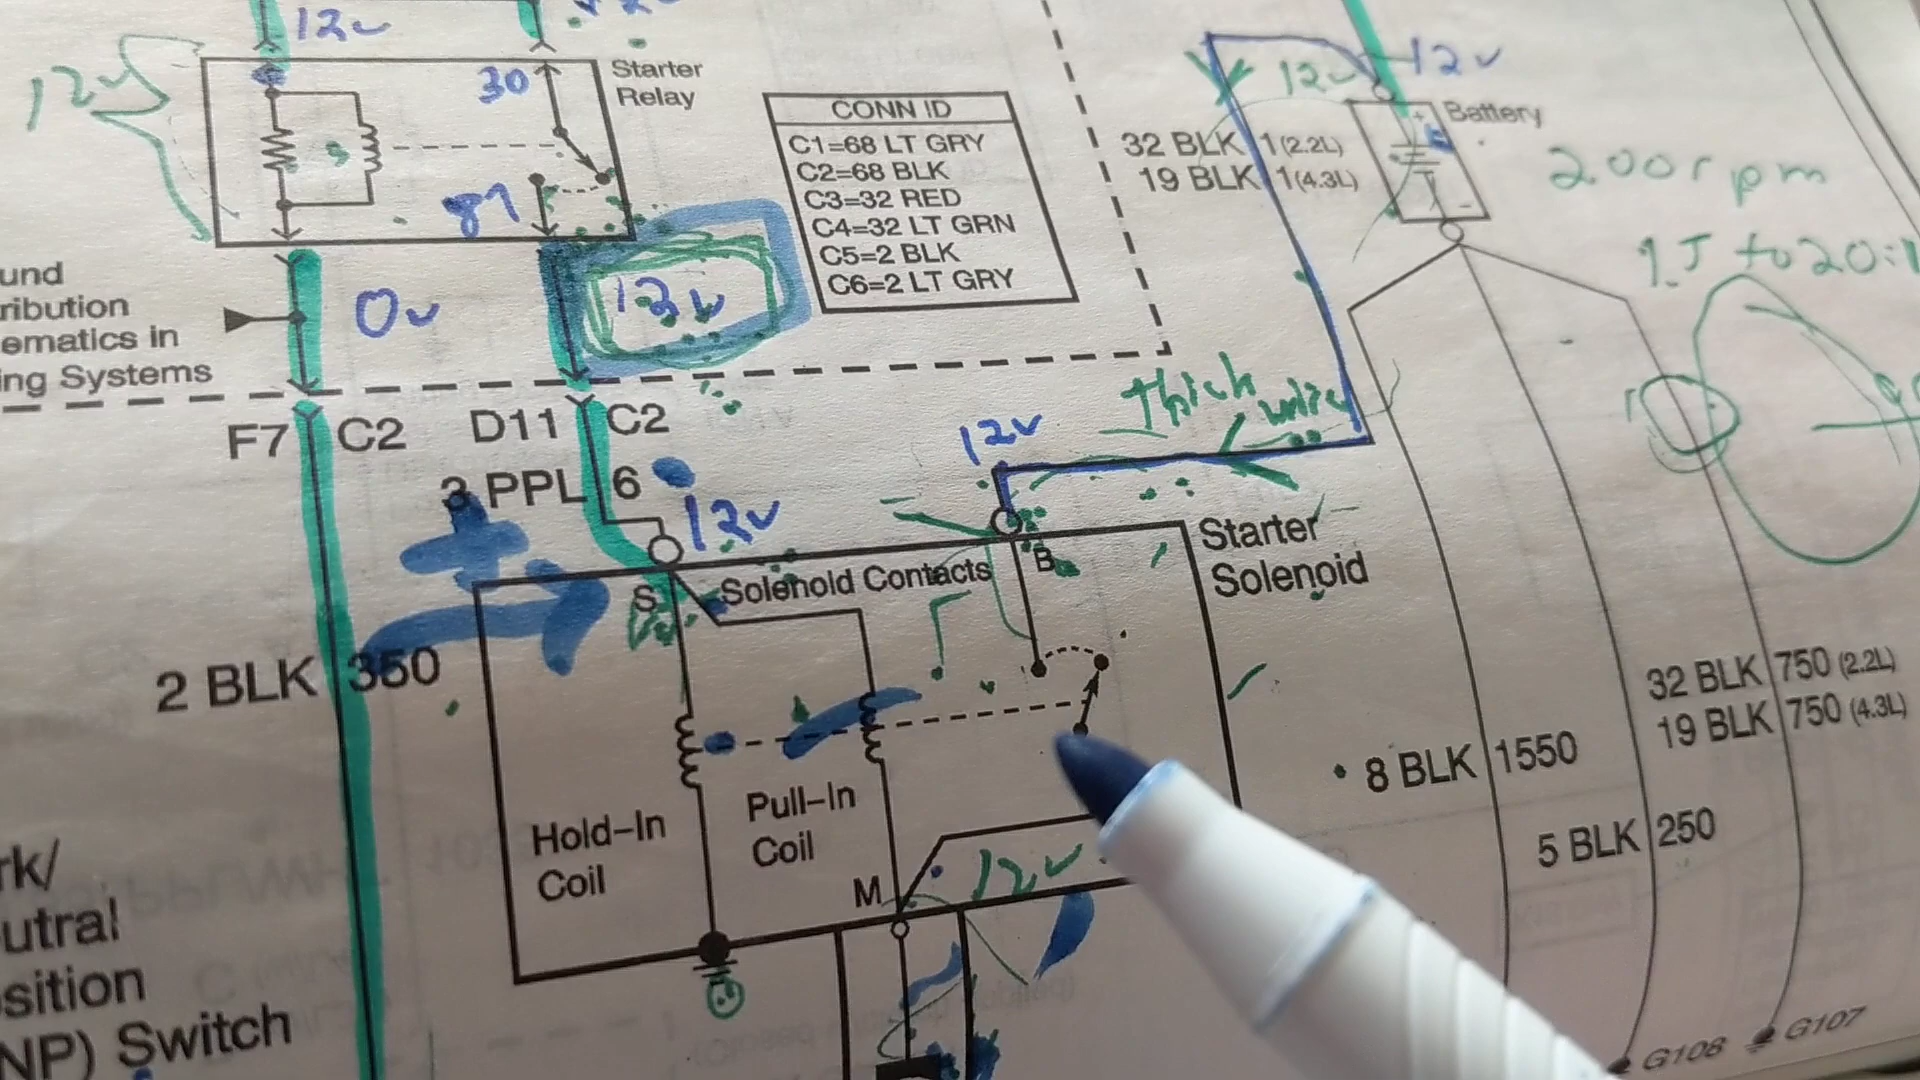 12v
12v
30
Starter
Relay
12v
87
CONN ID
C1=68 LT GRY
C2=68 BLK
C3=32 RED
C4=32 LT GRN
C5=2 BLK
C6=2 LT GRY
12v
12v
Battery
+
-
32 BLK 1 (2.2L)
19 BLK 1 (4.3L)
200 rpm
und
ribution
ematics in
ing Systems
0v
12v
thick wire
F7 C2
D11 C2
3 PPL 6
12v
12v
S
Solenoid Contacts
B
Starter
Solenoid
2 BLK 350
Hold-In
Coil
Pull-In
Coil
M
12v
32 BLK 750 (2.2L)
19 BLK 750 (4.3L)
8 BLK 1550
5 BLK 250
rk/
utral
sition
NP) Switch
G108
G107